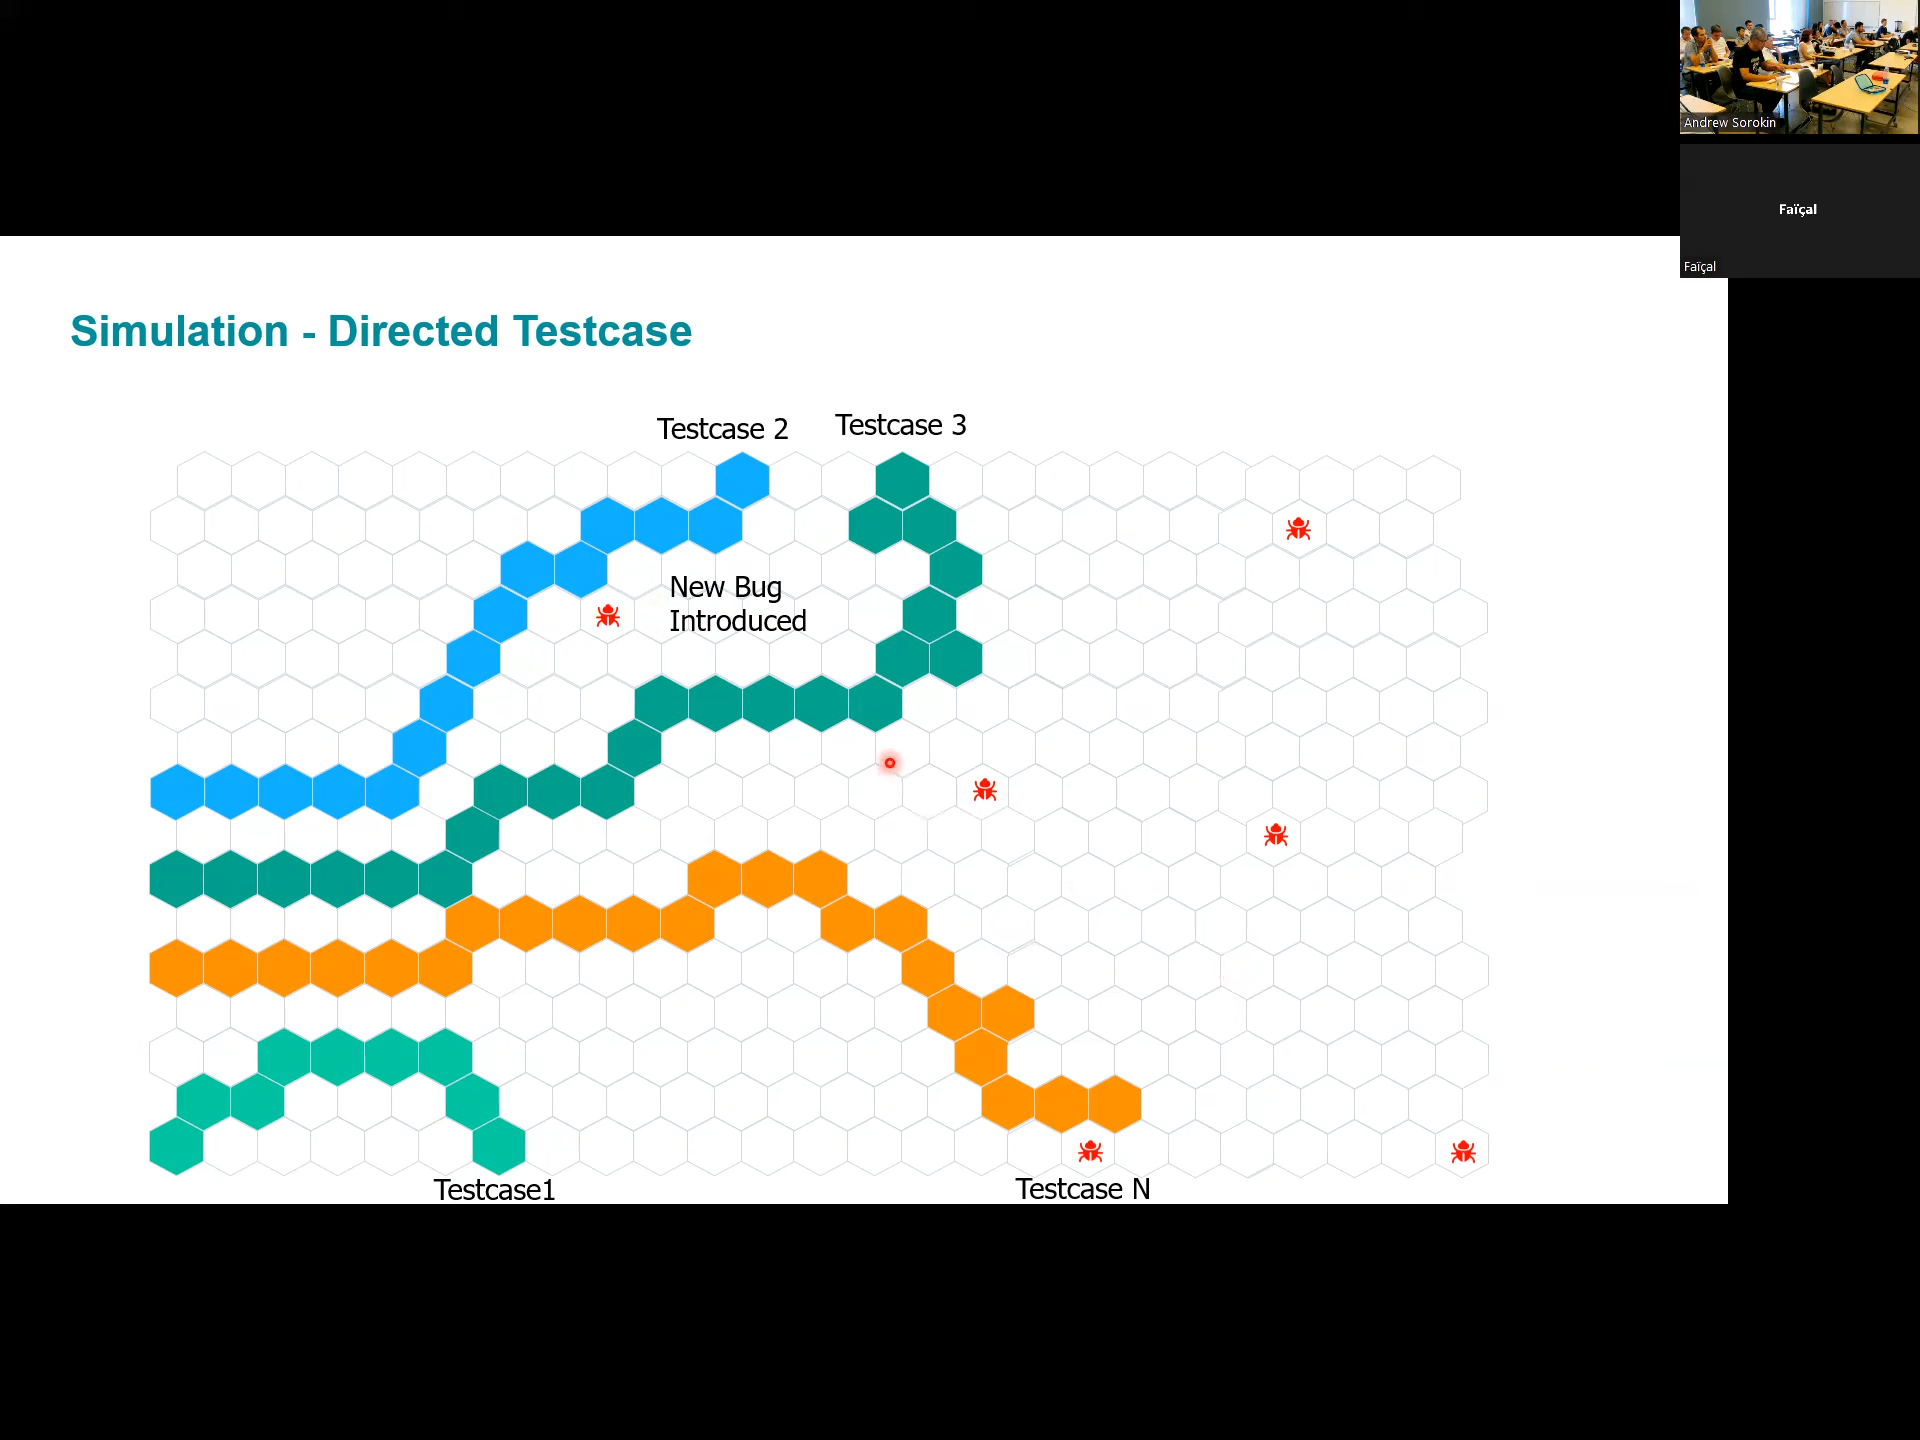 Andrew Sorokin
Faïçal
Faïçal
Simulation - Directed Testcase
Testcase 2
Testcase 3
New Bug
Introduced
Testcase1
Testcase N